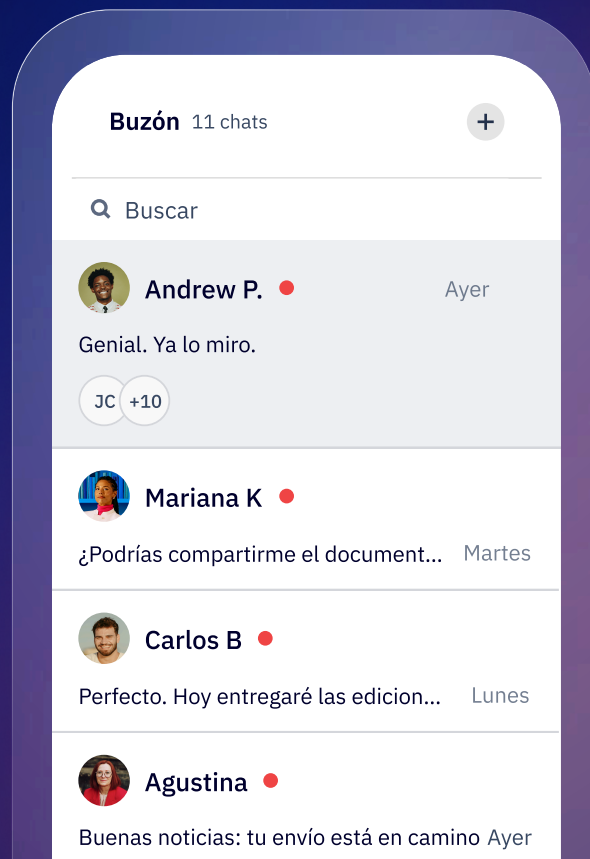 Buzón 11 chats
Buscar
Andrew P. Ayer
Genial. Ya lo miro.
JC +10
Mariana K
¿Podrías compartirme el document... Martes
Carlos B
Perfecto. Hoy entregaré las edicion... Lunes
Agustina
Buenas noticias: tu envío está en camino Ayer